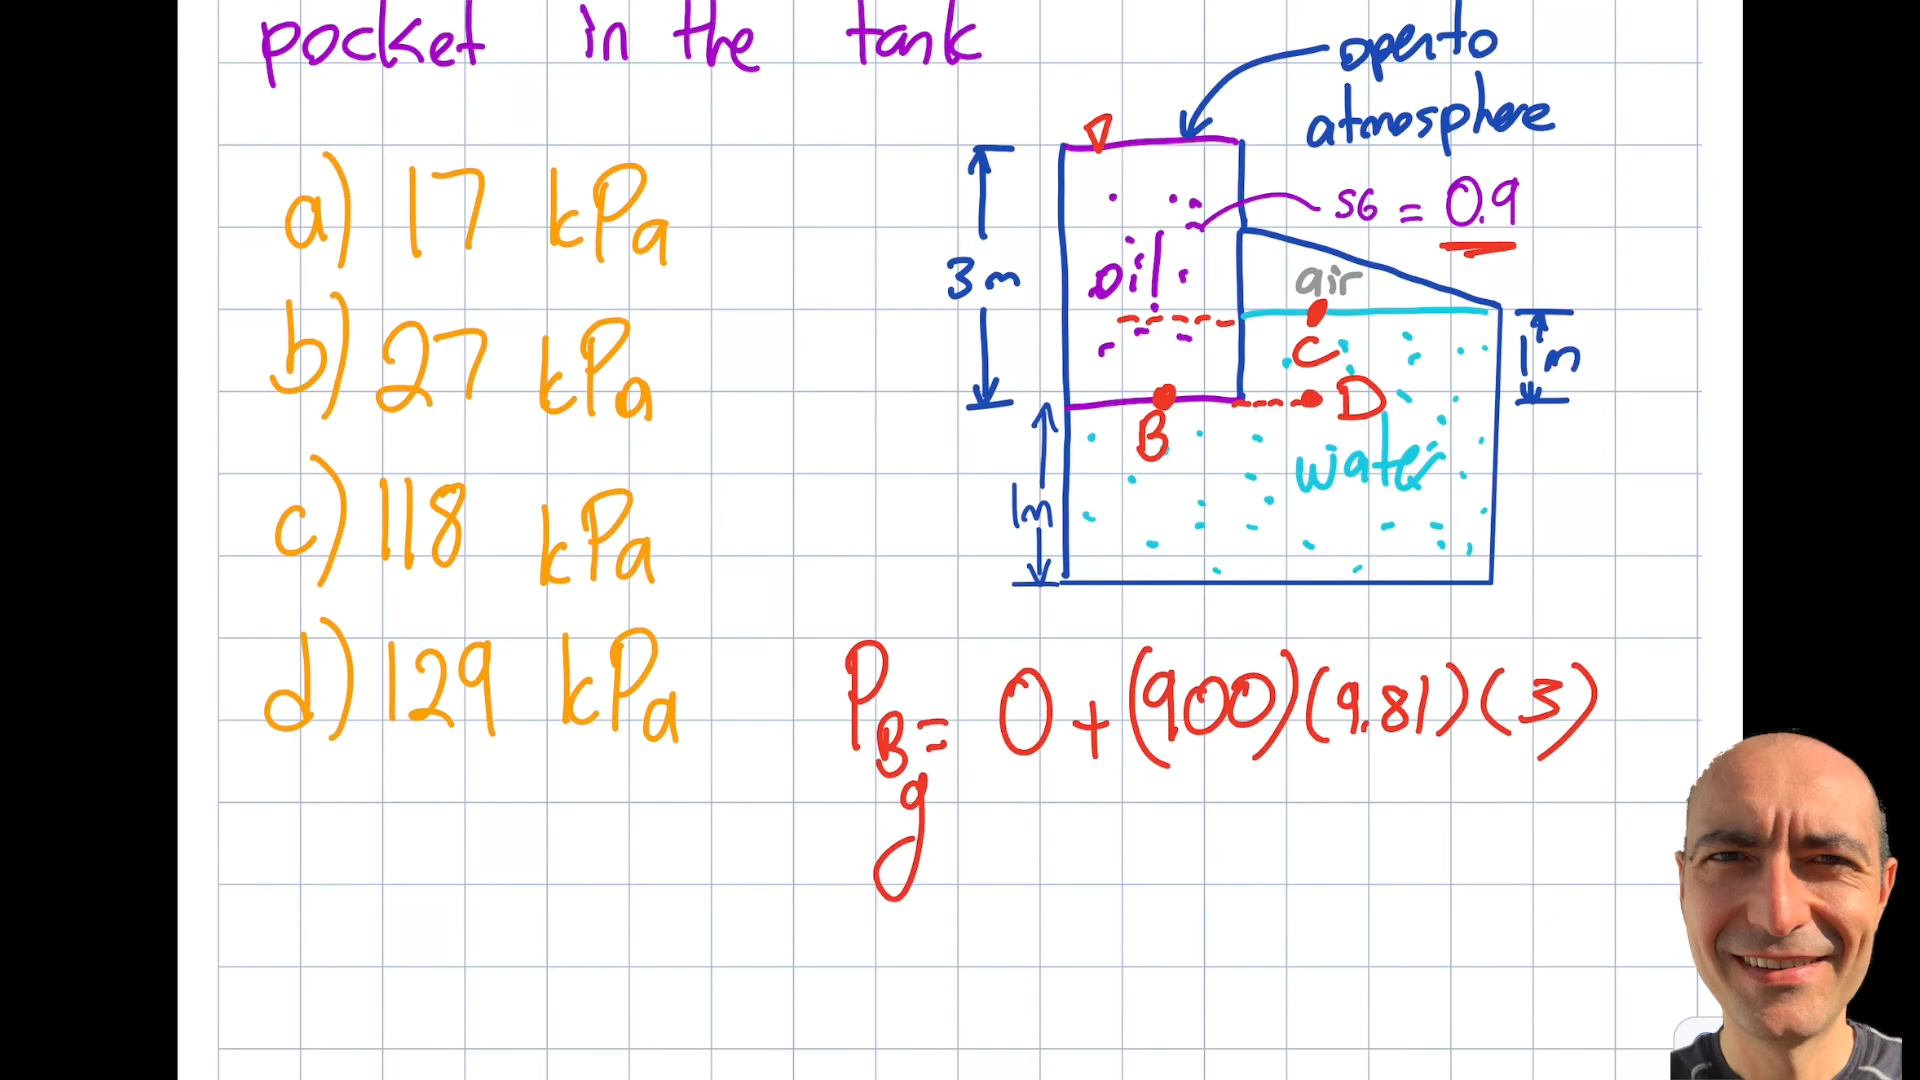 pocket in the tank
open to
atmosphere
a) 17 kPa
b) 27 kPa
c) 118 kPa
d) 129 kPa
SG = 0.9
3m
oil
air
C
1m
B
D
water
1m
PBg = 0 + (900)(9.81)(3)